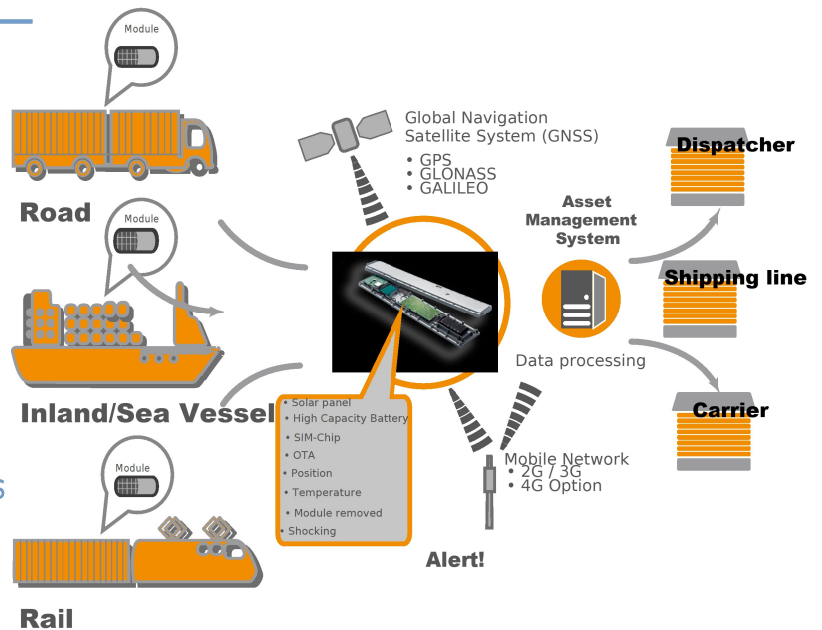 Module
Road
Module
Inland/Sea Vessel
Module
Rail
S
Global Navigation
Satellite System (GNSS)
• GPS
• GLONASS
• GALILEO
• Solar panel
• High Capacity Battery
• SIM-Chip
• OTA
• Position
• Temperature
• Module removed
• Shocking
Asset
Management
System
Data processing
Mobile Network
• 2G / 3G
• 4G Option
Alert!
Dispatcher
Shipping line
Carrier